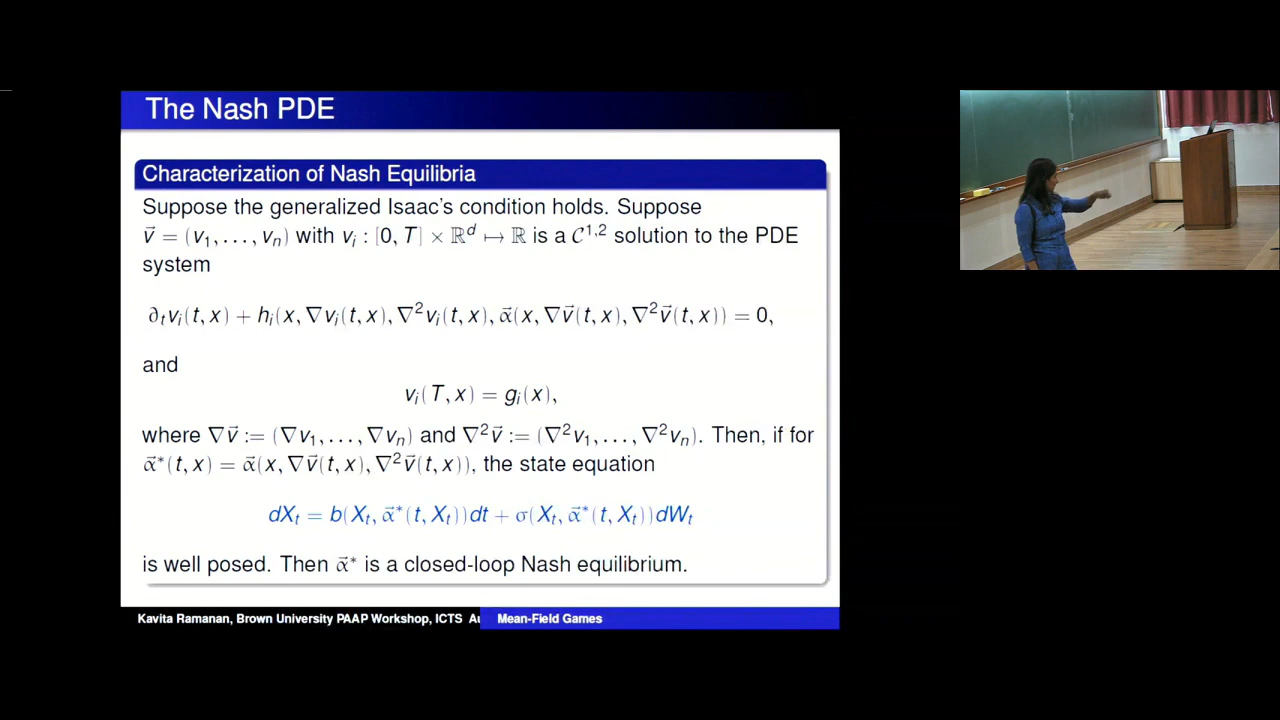 The Nash PDE
Characterization of Nash Equilibria
Suppose the generalized Isaac's condition holds. Suppose
v⃗ = (v₁, . . . , vₙ) with vᵢ : [0, T] × ℝᵈ ↦ ℝ is a 𝒞¹,² solution to the PDE
system
∂ₜvᵢ(t, x) + hᵢ(x, ∇vᵢ(t, x), ∇²vᵢ(t, x), α⃗(x, ∇v⃗(t, x), ∇²v⃗(t, x)) = 0,
and
vᵢ(T, x) = gᵢ(x),
where ∇v⃗ := (∇v₁, . . . , ∇vₙ) and ∇²v⃗ := (∇²v₁, . . . , ∇²vₙ). Then, if for
α⃗*(t, x) = α⃗(x, ∇v⃗(t, x), ∇²v⃗(t, x)), the state equation
dXₜ = b(Xₜ, α⃗*(t, Xₜ))dt + σ(Xₜ, α⃗*(t, Xₜ))dWₜ
is well posed. Then α⃗* is a closed-loop Nash equilibrium.
Kavita Ramanan, Brown University PAAP Workshop, ICTS
Mean-Field Games